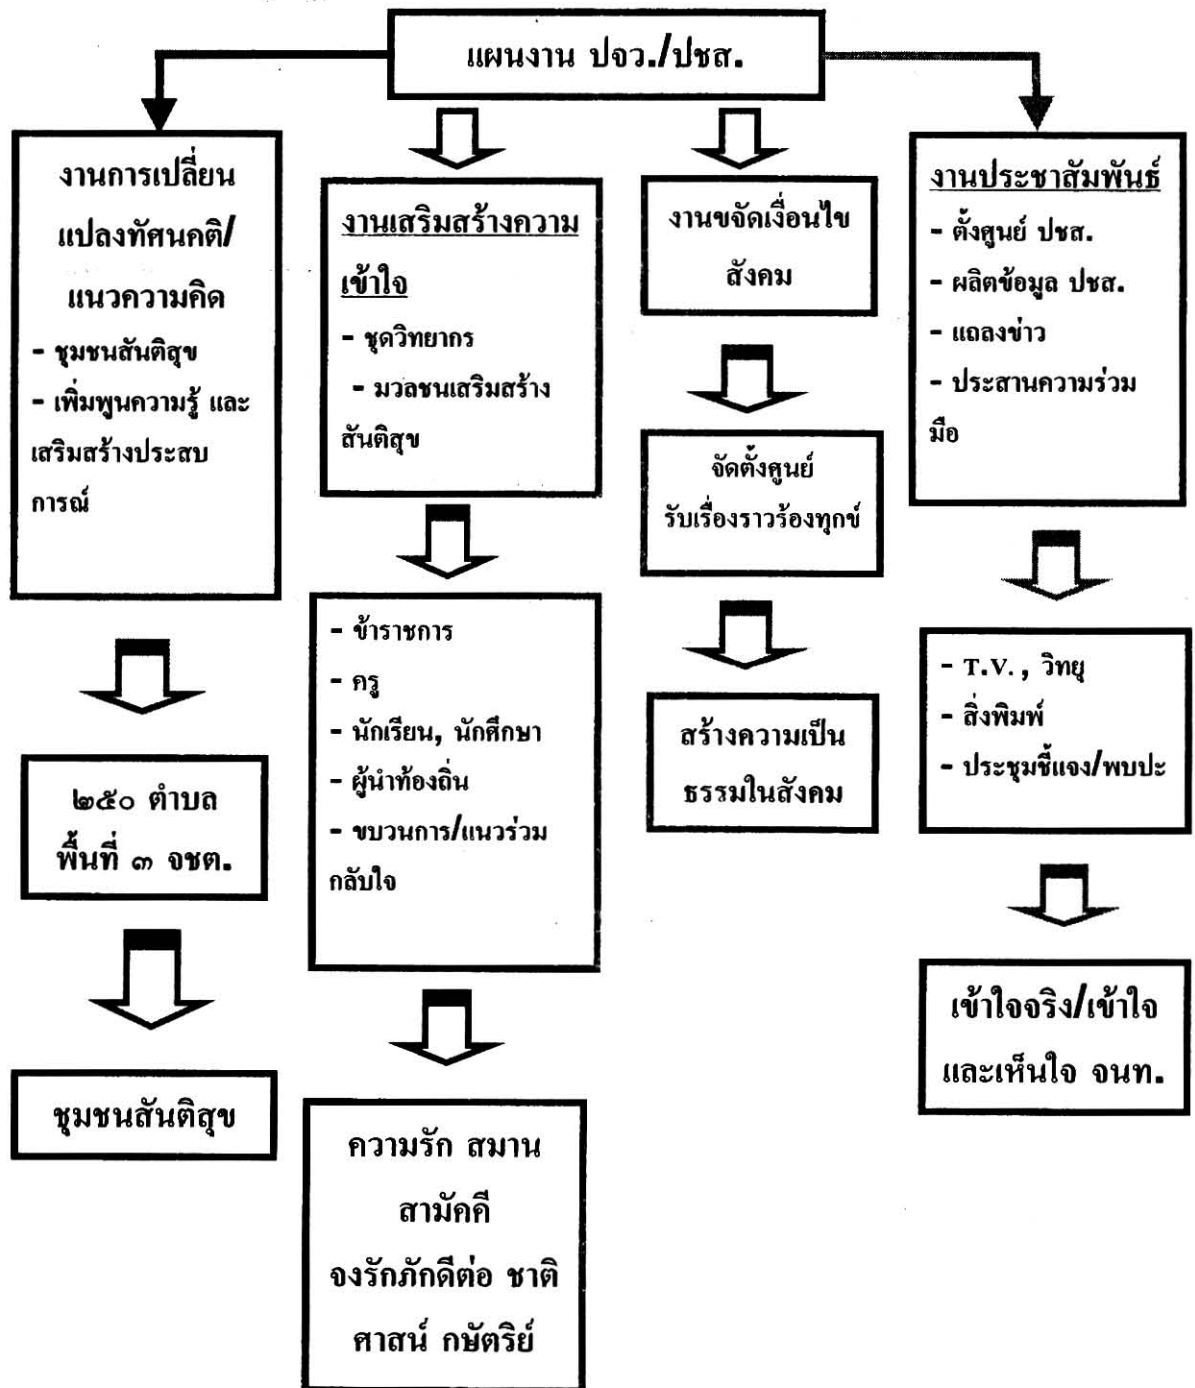 แผนงาน ปจว./ปชส.
งานการเปลี่ยน
แปลงทัศนคติ/
แนวความคิด
- ชุมชนสันติสุข
- เพิ่มพูนความรู้ และ
เสริมสร้างประสบ
การณ์
๒๕๐ ตำบล
พื้นที่ ๓ จชต.
ชุมชนสันติสุข
งานเสริมสร้างความ
เข้าใจ
- ชุดวิทยากร
- มวลชนเสริมสร้าง
สันติสุข
- ข้าราชการ
- ครู
- นักเรียน, นักศึกษา
- ผู้นำท้องถิ่น
- ขบวนการ/แนวร่วม
กลับใจ
ความรัก สมาน
สามัคคี
จงรักภักดีต่อ ชาติ
ศาสน์ กษัตริย์
งานขจัดเงื่อนไข
สังคม
จัดตั้งศูนย์
รับเรื่องราวร้องทุกข์
สร้างความเป็น
ธรรมในสังคม
งานประชาสัมพันธ์
- ตั้งศูนย์ ปชส.
- ผลิตข้อมูล ปชส.
- แถลงข่าว
- ประสานความร่วม
มือ
- T.V., วิทยุ
- สิ่งพิมพ์
- ประชุมชี้แจง/พบปะ
เข้าใจจริง/เข้าใจ
และเห็นใจ จนท.